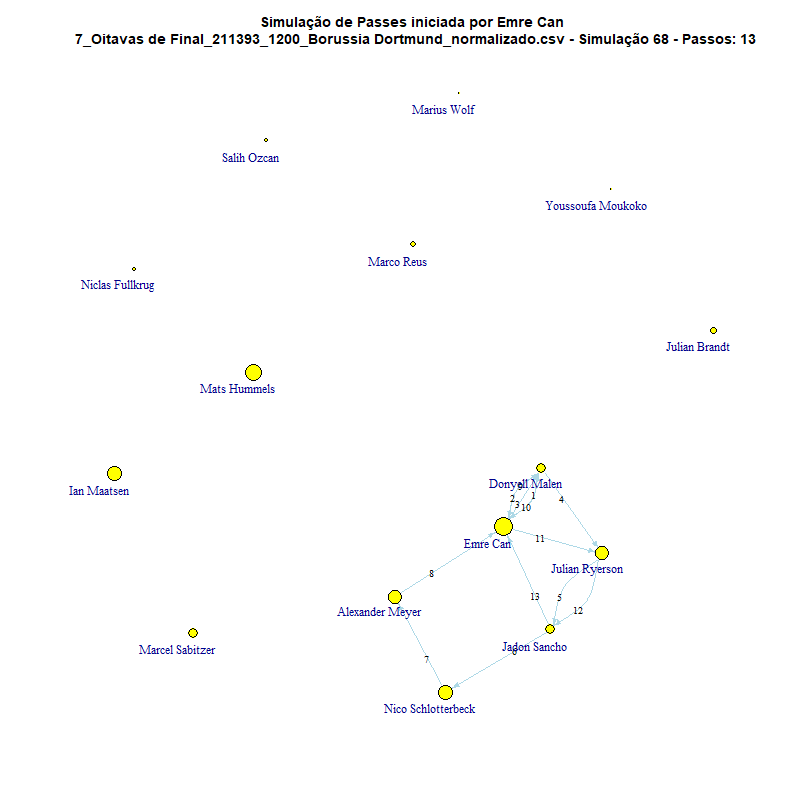 Simulação de Passes iniciada por Emre Can
7_Oitavas de Final_211393_1200_Borussia Dortmund_normalizado.csv - Simulação 68 - Passos: 13
Marius Wolf
Salih Ozcan
Youssoufa Moukoko
Marco Reus
Niclas Fullkrug
Julian Brandt
Mats Hummels
Ian Maatsen
Donyell Malen
2
1
3
10
4
Emre Can
11
Julian Ryerson
8
5
13
12
Alexander Meyer
Jadon Sancho
Marcel Sabitzer
7
Nico Schlotterbeck